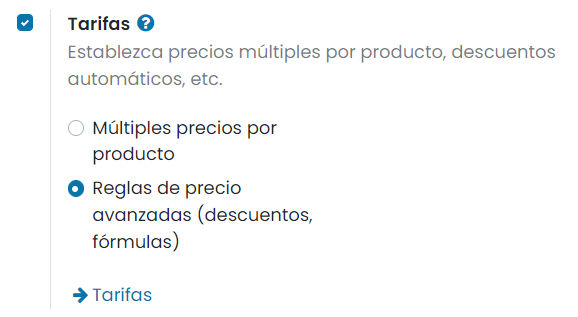 Tarifas ?
Establezca precios múltiples por producto, descuentos
automáticos, etc.
Múltiples precios por
producto
Reglas de precio
avanzadas (descuentos,
fórmulas)
Tarifas